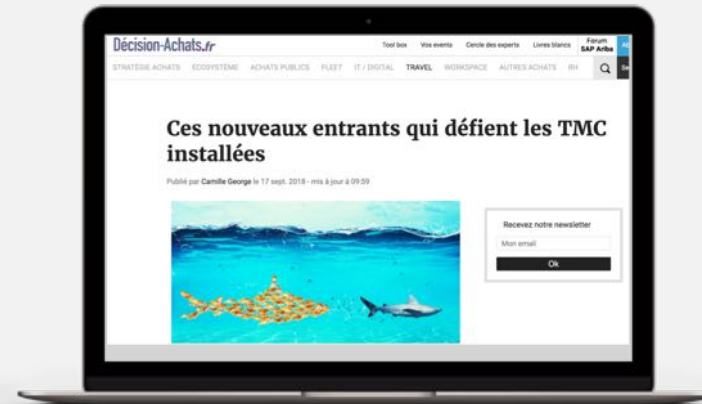 Décision-Achats.fr
Tool box Vos events Cercle des experts Livres blancs Forum SAP Ariba
STRATÉGIE ACHATS ÉCOSYSTÈME ACHATS PUBLICS FLEET IT / DIGITAL TRAVEL WORKSPACE AUTRES ACHATS RH
Ces nouveaux entrants qui défient les TMC
installées
Publié par Camille George le 17 sept. 2018 - mis à jour à 09:59
Recevez notre newsletter
Mon email
Ok